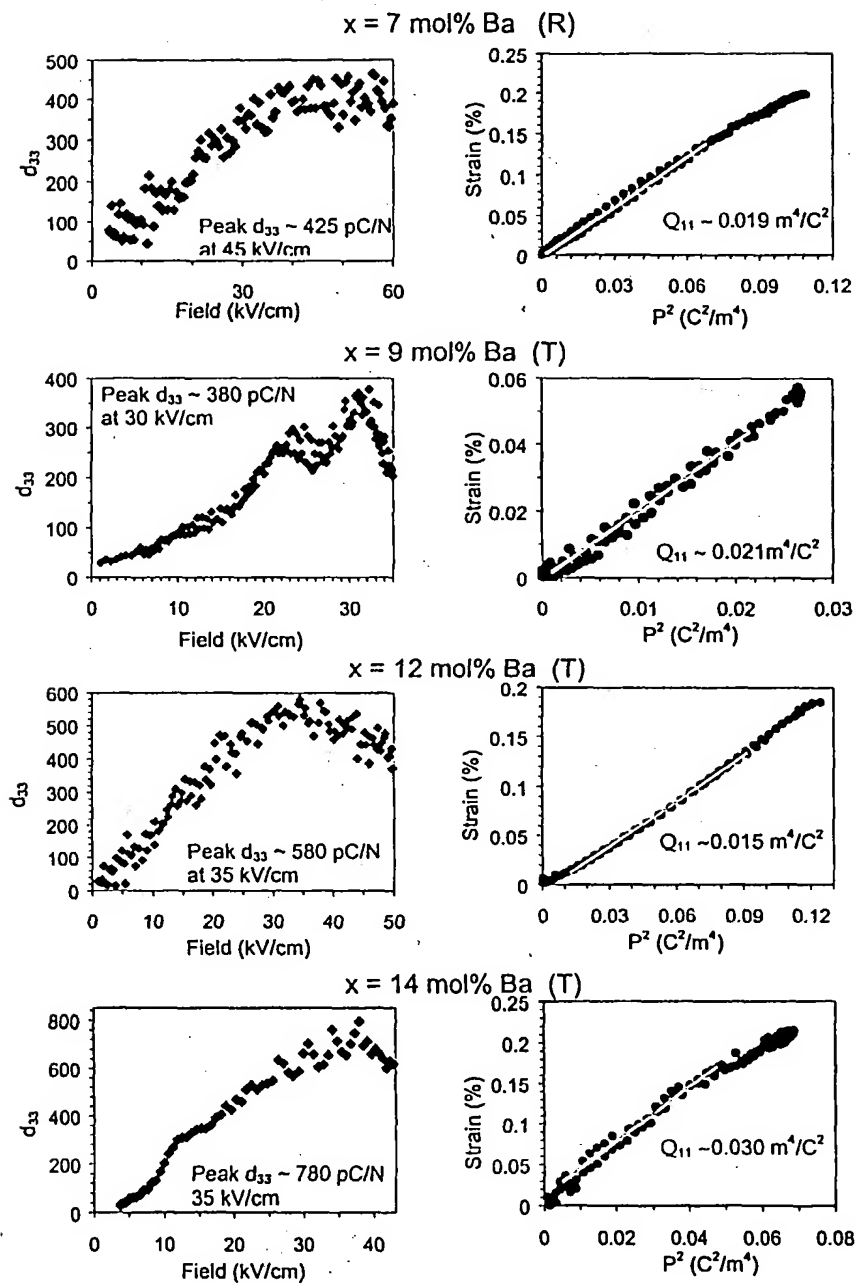 x = 7 mol% Ba (R)
500
400
300
200
100
0
d₃₃
Peak d₃₃ ~ 425 pC/N
at 45 kV/cm
0 30 60
Field (kV/cm)
0.25
0.2
0.15
0.1
0.05
0
Strain (%)
Q₁₁ ~ 0.019 m⁴/C²
0 0.03 0.06 0.09 0.12
P² (C²/m⁴)
x = 9 mol% Ba (T)
400
300
200
100
0
d₃₃
Peak d₃₃ ~ 380 pC/N
at 30 kV/cm
0 10 20 30
Field (kV/cm)
0.06
0.04
0.02
0
Strain (%)
Q₁₁ ~ 0.021m⁴/C²
0 0.01 0.02 0.03
P² (C²/m⁴)
x = 12 mol% Ba (T)
600
500
400
300
200
100
0
d₃₃
Peak d₃₃ ~ 580 pC/N
at 35 kV/cm
0 10 20 30 40 50
Field (kV/cm)
0.2
0.15
0.1
0.05
0
Strain (%)
Q₁₁ ~0.015 m⁴/C²
0 0.03 0.06 0.09 0.12
P² (C²/m⁴)
x = 14 mol% Ba (T)
800
600
400
200
0
d₃₃
Peak d₃₃ ~ 780 pC/N
35 kV/cm
0 10 20 30 40
Field (kV/cm)
0.25
0.2
0.15
0.1
0.05
0
Strain (%)
Q₁₁ ~0.030 m⁴/C²
0 0.02 0.04 0.06 0.08
P² (C²/m⁴)